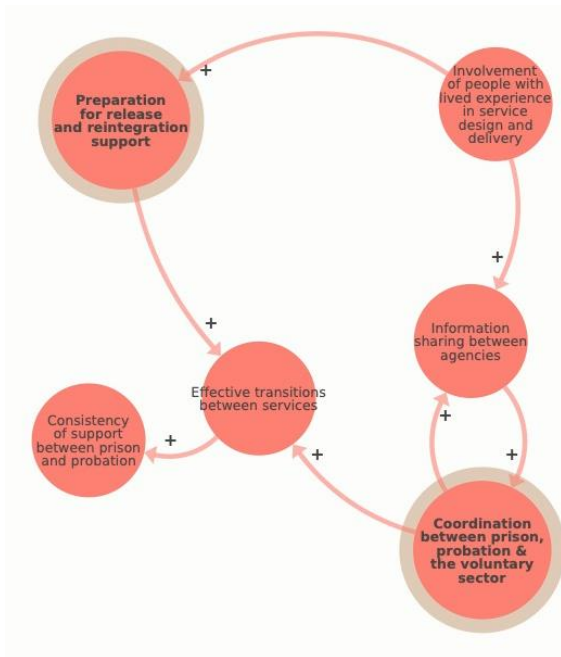 Preparation
for release
and reintegration
support
+
Involvement
of people with
lived experience
in service
design and
delivery
+
Information
sharing between
agencies
+
Effective transitions
between services
Consistency
of support
between prison
and probation
+
+
+
+
Coordination
between prison,
probation &
the voluntary
sector